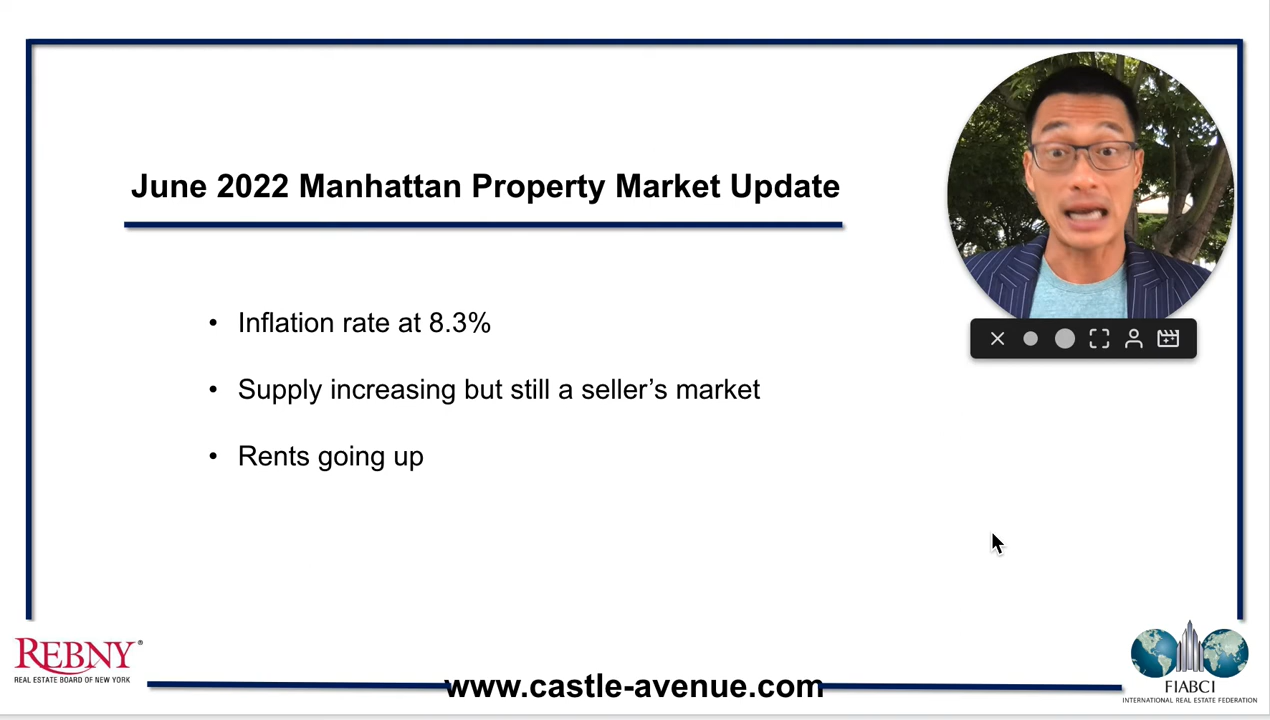 June 2022 Manhattan Property Market Update
• Inflation rate at 8.3%
• Supply increasing but still a seller’s market
• Rents going up
REBNY®
REAL ESTATE BOARD OF NEW YORK
www.castle-avenue.com
FIABCI
INTERNATIONAL REAL ESTATE FEDERATION